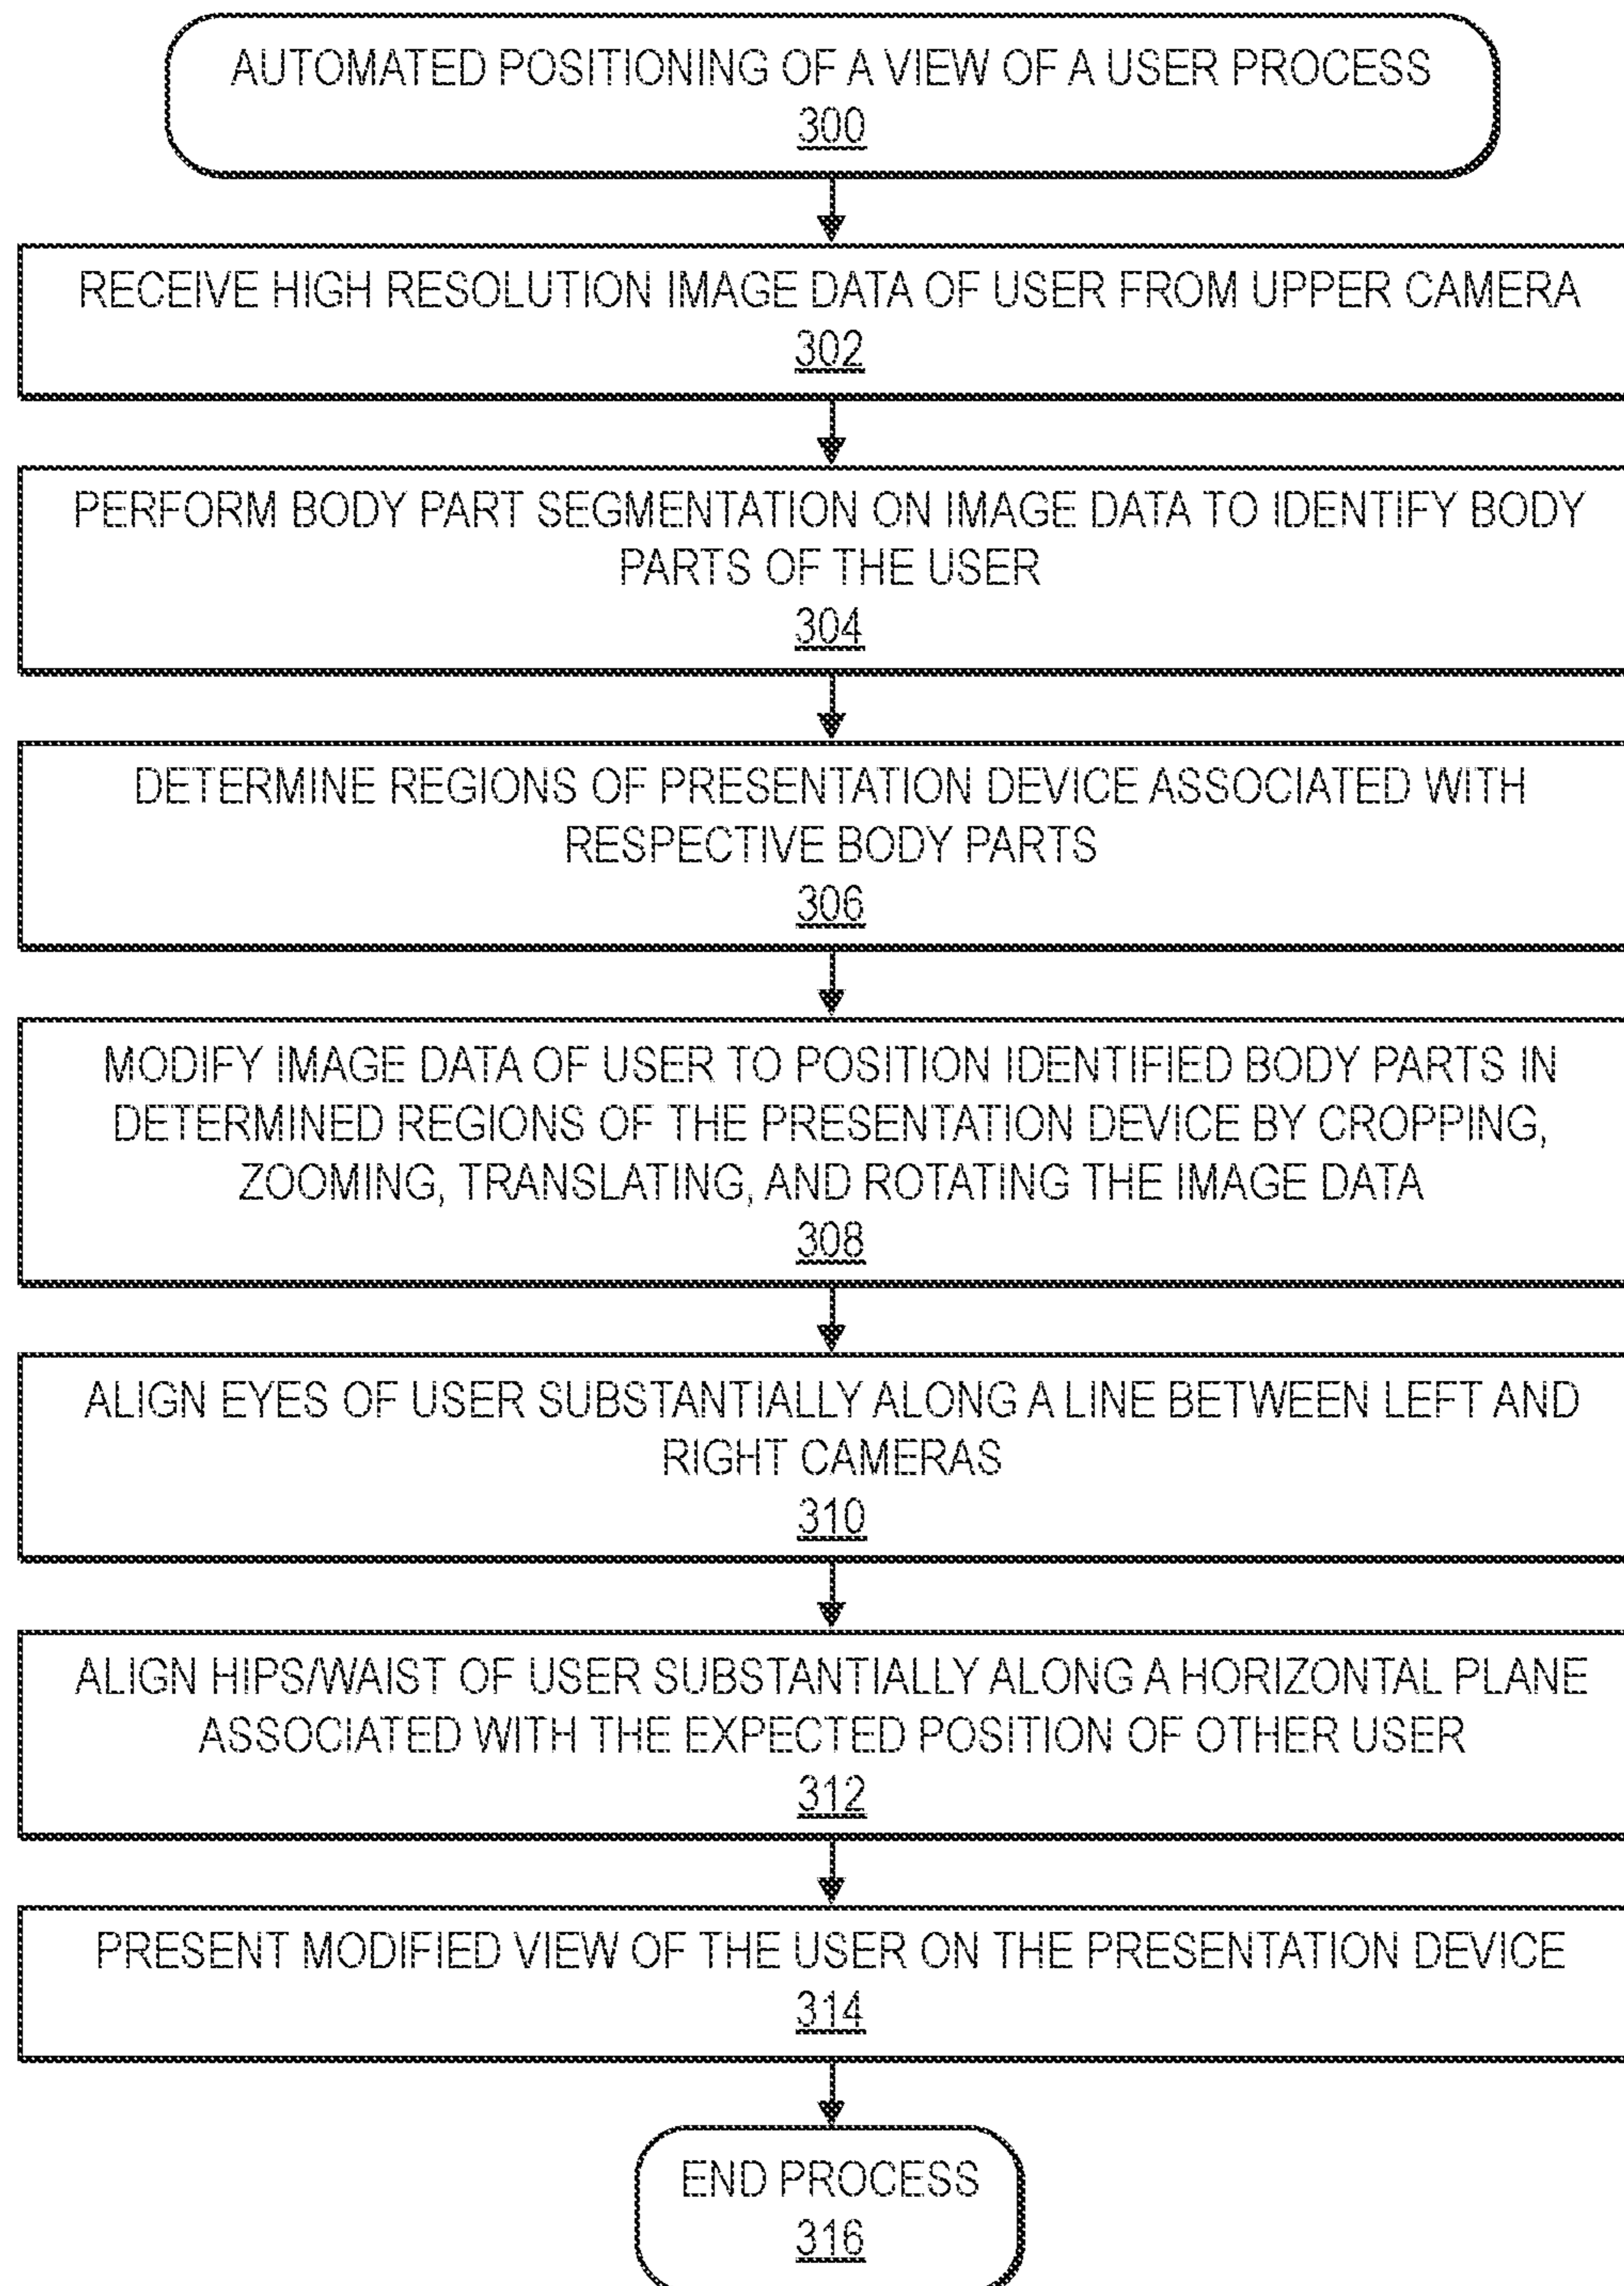 AUTOMATED POSITIONING OF A VIEW OF A USER PROCESS
300
RECEIVE HIGH RESOLUTION IMAGE DATA OF USER FROM UPPER CAMERA
302
PERFORM BODY PART SEGMENTATION ON IMAGE DATA TO IDENTIFY BODY
PARTS OF THE USER
304
DETERMINE REGIONS OF PRESENTATION DEVICE ASSOCIATED WITH
RESPECTIVE BODY PARTS
306
MODIFY IMAGE DATA OF USER TO POSITION IDENTIFIED BODY PARTS IN
DETERMINED REGIONS OF THE PRESENTATION DEVICE BY CROPPING,
ZOOMING, TRANSLATING, AND ROTATING THE IMAGE DATA
308
ALIGN EYES OF USER SUBSTANTIALLY ALONG A LINE BETWEEN LEFT AND
RIGHT CAMERAS
310
ALIGN HIPS/WAIST OF USER SUBSTANTIALLY ALONG A HORIZONTAL PLANE
ASSOCIATED WITH THE EXPECTED POSITION OF OTHER USER
312
PRESENT MODIFIED VIEW OF THE USER ON THE PRESENTATION DEVICE
314
END PROCESS
316